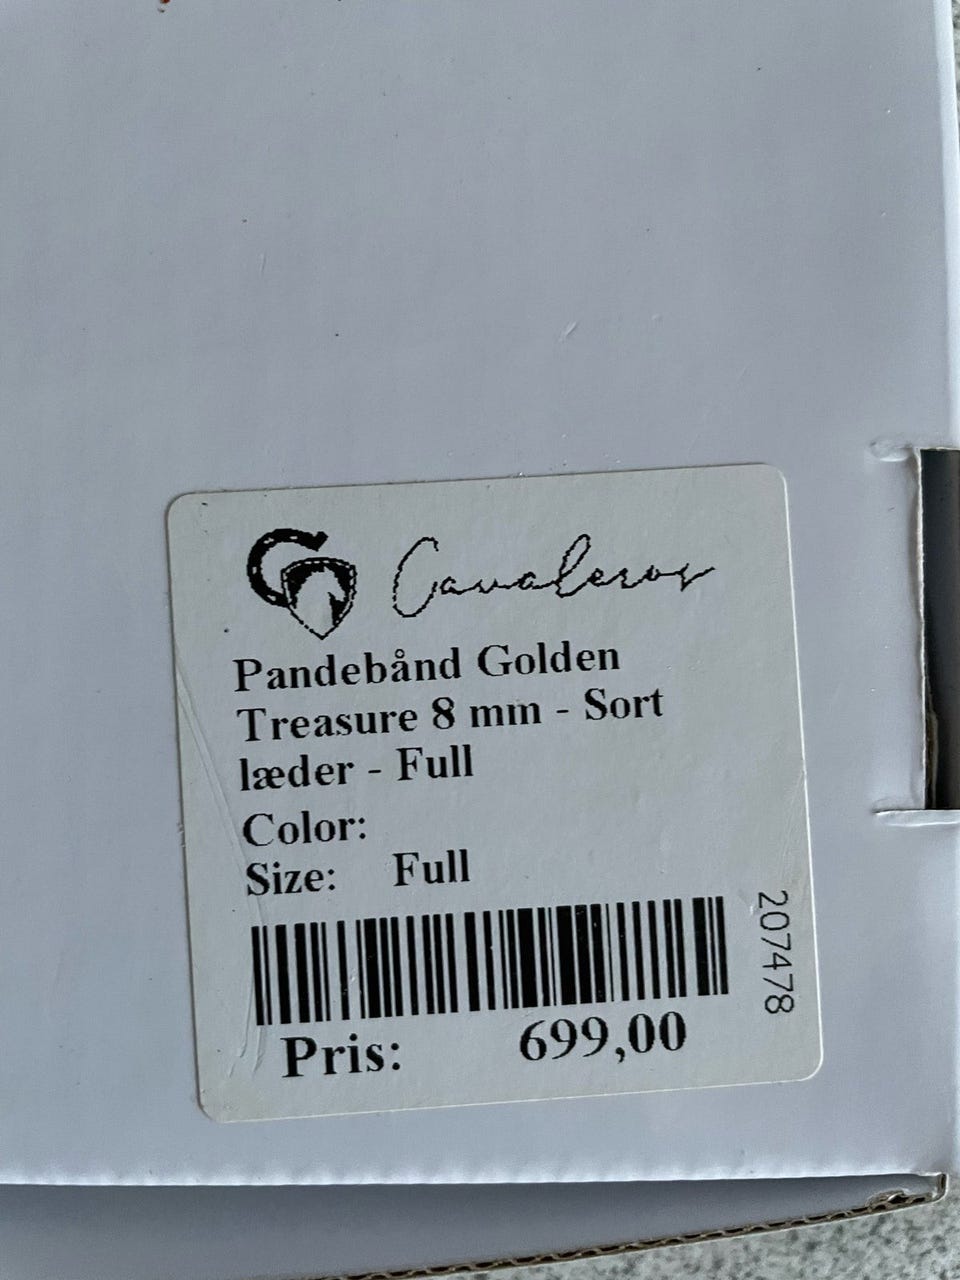 Cavaleros
Pandebånd Golden
Treasure 8 mm - Sort
læder - Full
Color:
Size: Full
207478
Pris: 699,00